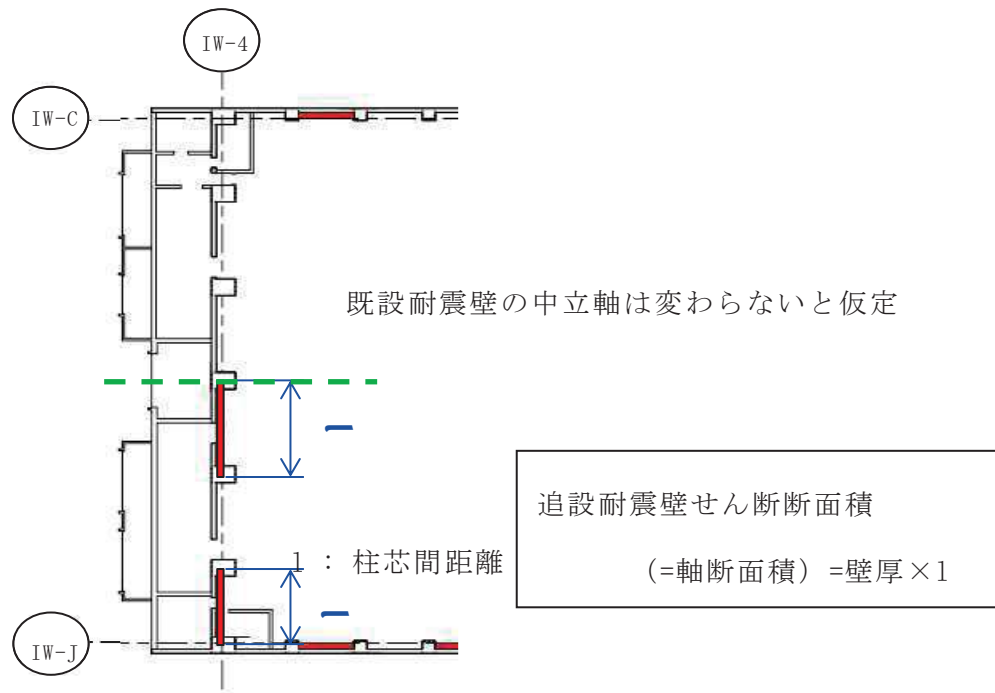 IW-4
IW-C
既設耐震壁の中立軸は変わらないと仮定
l
追設耐震壁せん断断面積
l : 柱芯間距離
(=軸断面積) =壁厚×l
l
IW-J